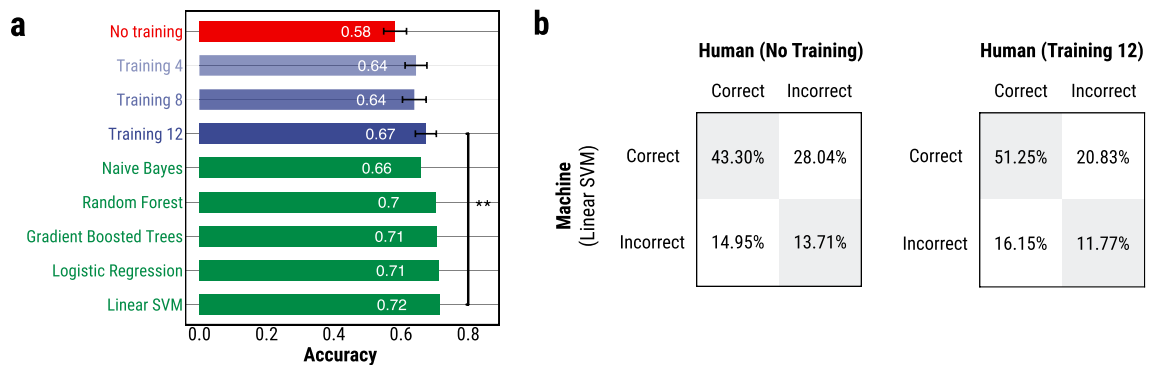 a
No training 0.58
Training 4 0.64
Training 8 0.64
Training 12 0.67
Naive Bayes 0.66
Random Forest 0.7
Gradient Boosted Trees 0.71
Logistic Regression 0.71
Linear SVM 0.72
**
0.0 0.2 0.4 0.6 0.8
Accuracy
b
Human (No Training)
Correct Incorrect
Machine
(Linear SVM)
Correct 43.30% 28.04%
Incorrect 14.95% 13.71%
Human (Training 12)
Correct Incorrect
Correct 51.25% 20.83%
Incorrect 16.15% 11.77%